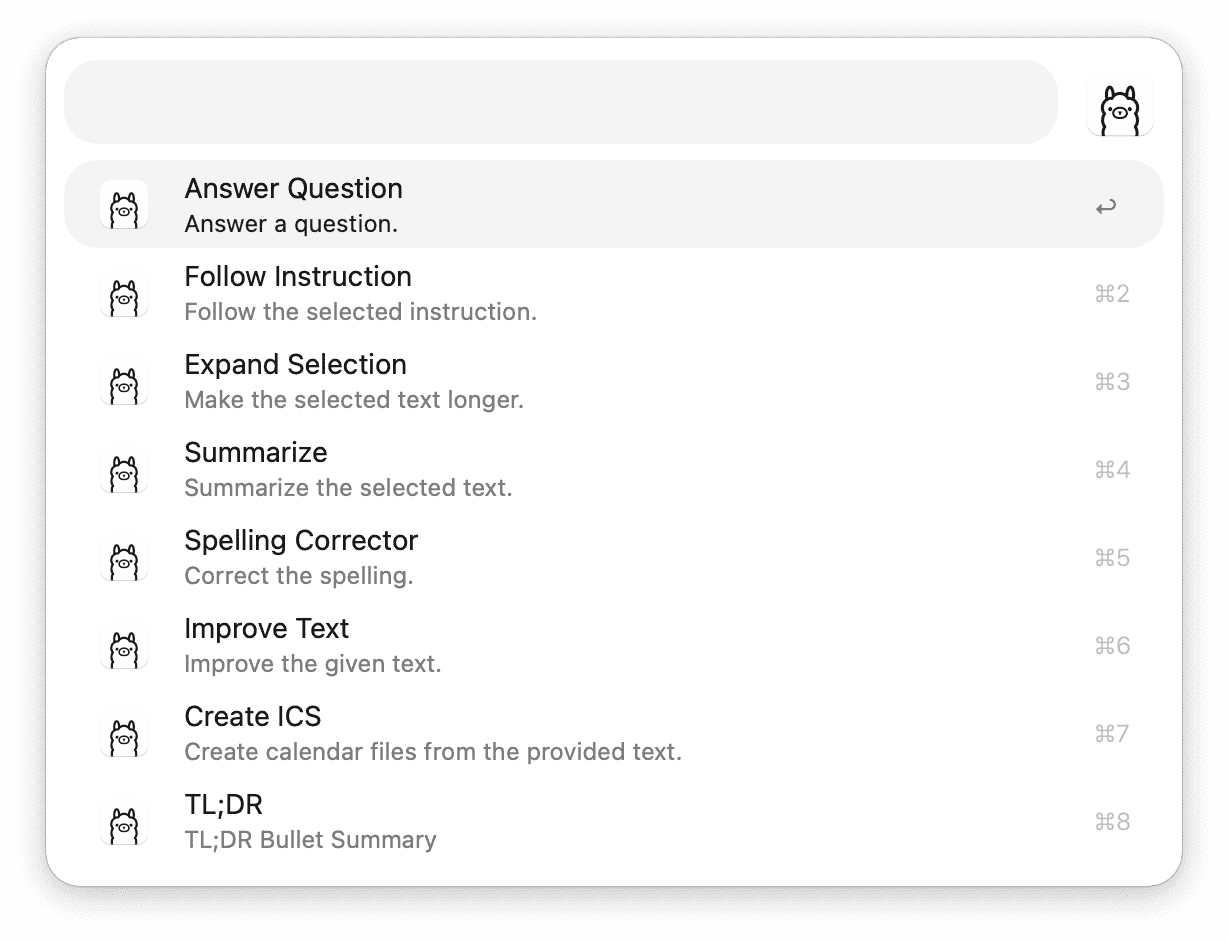 Answer Question
Answer a question.
↩
Follow Instruction
Follow the selected instruction.
⌘2
Expand Selection
Make the selected text longer.
⌘3
Summarize
Summarize the selected text.
⌘4
Spelling Corrector
Correct the spelling.
⌘5
Improve Text
Improve the given text.
⌘6
Create ICS
Create calendar files from the provided text.
⌘7
TL;DR
TL;DR Bullet Summary
⌘8